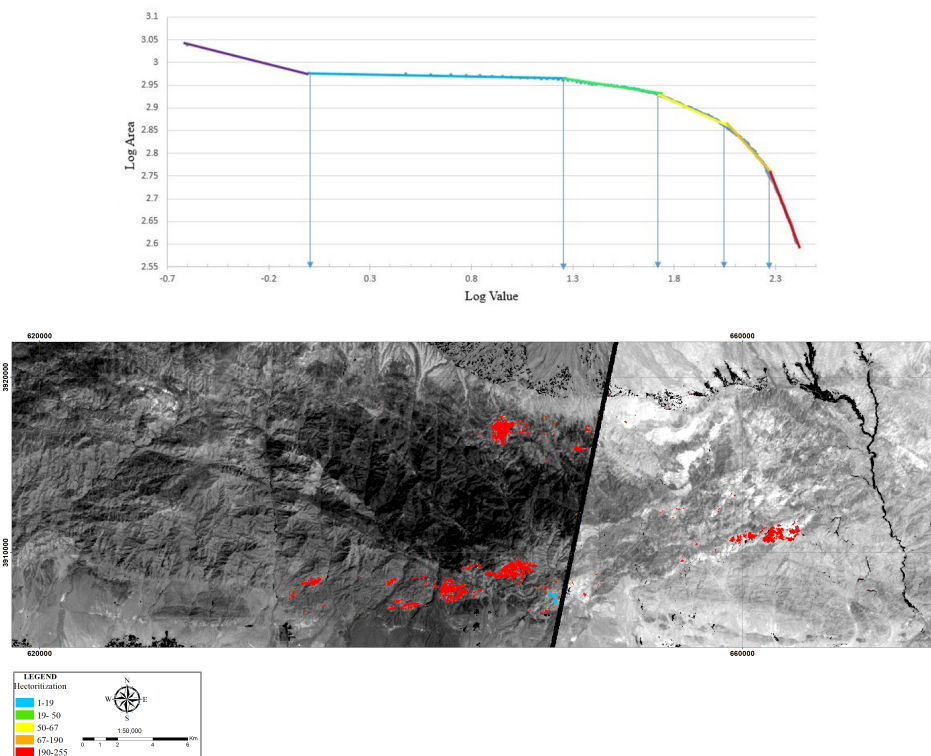 3.1
3.05
3
2.95
2.9
2.85
2.8
2.75
2.7
2.65
2.6
2.55
Log Area
-0.7 -0.2 0.3 0.8 1.3 1.8 2.3
Log Value
620000 660000
3920000
3910000
620000 660000
LEGEND
Hectoritization
1-19
19- 50
50-67
67-190
190-255
N
W E
S
1:50,000
0 1 2 4 6 Km